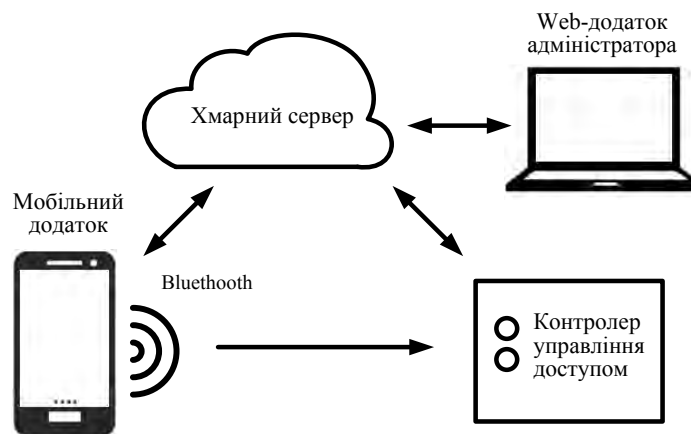 Web-додаток
адміністратора
Хмарний сервер
Мобільний
додаток
Bluethooth
Контролер
управління
доступом